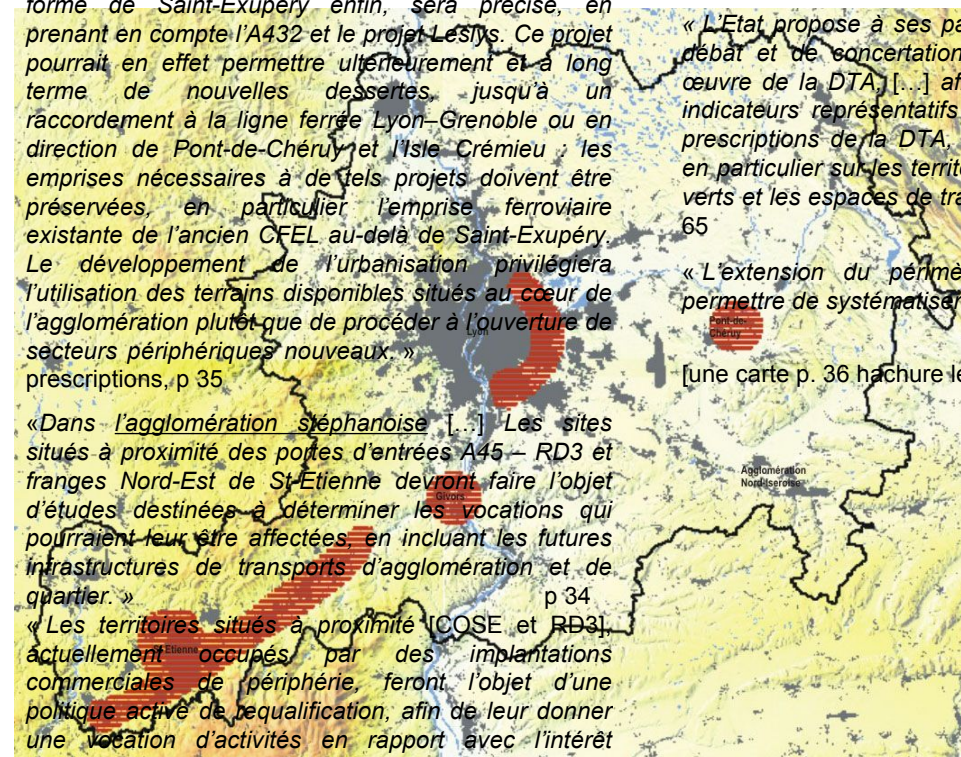 forme de Saint-Exupéry enfin, sera précisé, en
prenant en compte l'A432 et le projet Leslys. Ce projet
pourrait en effet permettre ultérieurement et à long
terme de nouvelles dessertes, jusqu'à un
raccordement à la ligne ferrée Lyon–Grenoble ou en
direction de Pont-de-Chéruy et l'Isle Crémieu : les
emprises nécessaires à de tels projets doivent être
préservées, en particulier l'emprise ferroviaire
existante de l'ancien CFEL au-delà de Saint-Exupéry.
Le développement de l'urbanisation privilégiera
l'utilisation des terrains disponibles situés au cœur de
l'agglomération plutôt que de procéder à l'ouverture de
secteurs périphériques nouveaux. »
prescriptions, p 35
«Dans l'agglomération stéphanoise […] Les sites
situés à proximité des portes d'entrées A45 – RD3 et
franges Nord-Est de St-Etienne devront faire l'objet
d'études destinées à déterminer les vocations qui
pourraient leur être affectées, en incluant les futures
infrastructures de transports d'agglomération et de
quartier. »
p 34
« Les territoires situés à proximité [COSE et RD3],
actuellement occupés par des implantations
commerciales de périphérie, feront l'objet d'une
politique active de requalification, afin de leur donner
une vocation d'activités en rapport avec l'intérêt
« L'Etat propose à ses pa
débat et de concertation
œuvre de la DTA, […] af
indicateurs représentatifs
prescriptions de la DTA,
en particulier sur les territo
verts et les espaces de tra
65
« L'extension du périmè
permettre de systématiser
[une carte p. 36 hachure le
Lyon
Pont-de-
Chéruy
Givors
Agglomération
Nord-Iséroise
St Etienne